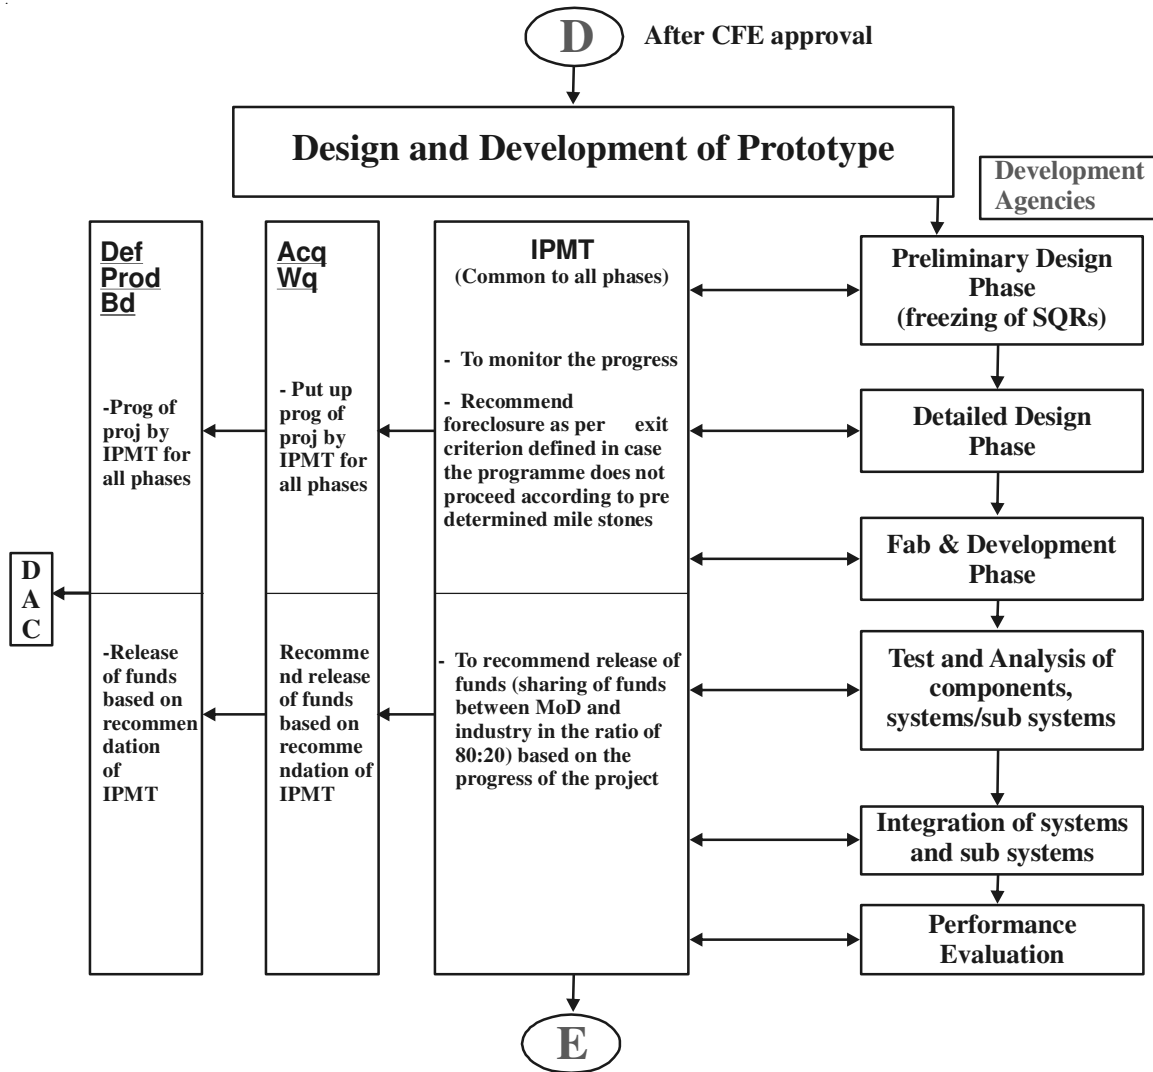 D
After CFE approval
Design and Development of Prototype
Development
Agencies
Def
Prod
Bd
-Prog of
proj by
IPMT for
all phases
-Release
of funds
based on
recommen
dation
of
IPMT
D
A
C
Acq
Wq
- Put up
prog of
proj by
IPMT for
all phases
Recomme
nd release
of funds
based on
recomme
ndation of
IPMT
IPMT
(Common to all phases)
- To monitor the progress
- Recommend
foreclosure as per exit
criterion defined in case
the programme does not
proceed according to pre
determined mile stones
- To recommend release of
funds (sharing of funds
between MoD and
industry in the ratio of
80:20) based on the
progress of the project
Preliminary Design
Phase
(freezing of SQRs)
Detailed Design
Phase
Fab & Development
Phase
Test and Analysis of
components,
systems/sub systems
Integration of systems
and sub systems
Performance
Evaluation
E